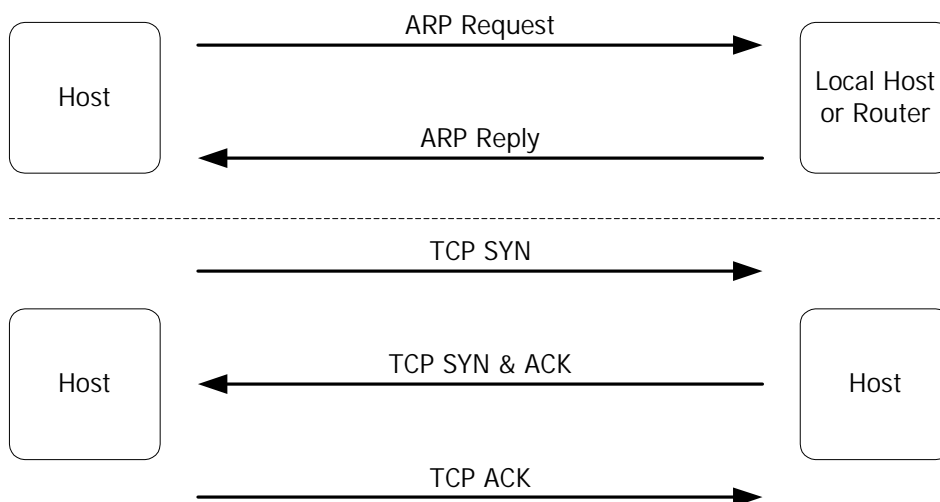 ARP Request
Host
Local Host
or Router
ARP Reply
TCP SYN
TCP SYN & ACK
Host
Host
TCP ACK